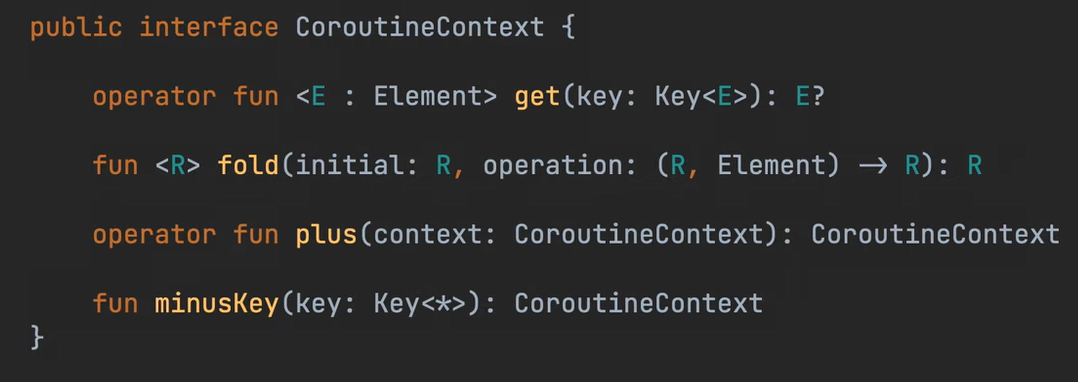 public interface CoroutineContext {
operator fun <E : Element> get(key: Key<E>): E?
fun <R> fold(initial: R, operation: (R, Element) -> R): R
operator fun plus(context: CoroutineContext): CoroutineContext
fun minusKey(key: Key<*>): CoroutineContext
}